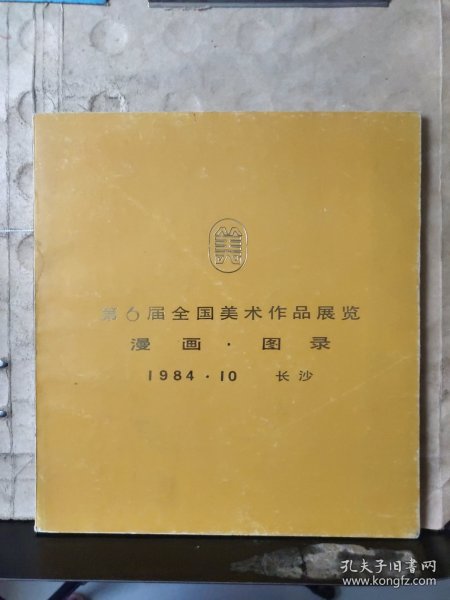 美
第6届全国美术作品展览
漫画·图录
1984·10 长沙
孔夫子旧书网
www.kongfz.com